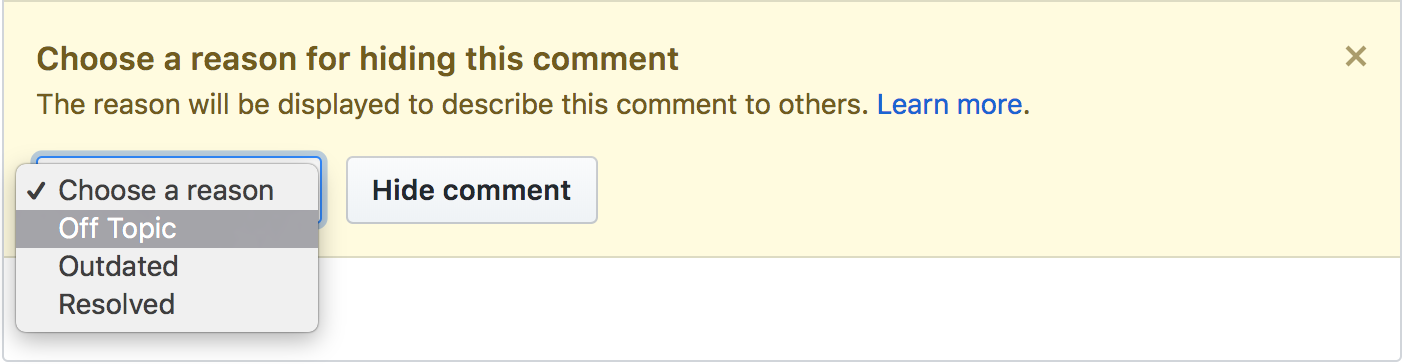 Choose a reason for hiding this comment
The reason will be displayed to describe this comment to others. Learn more.
Choose a reason
Hide comment
Off Topic
Outdated
Resolved